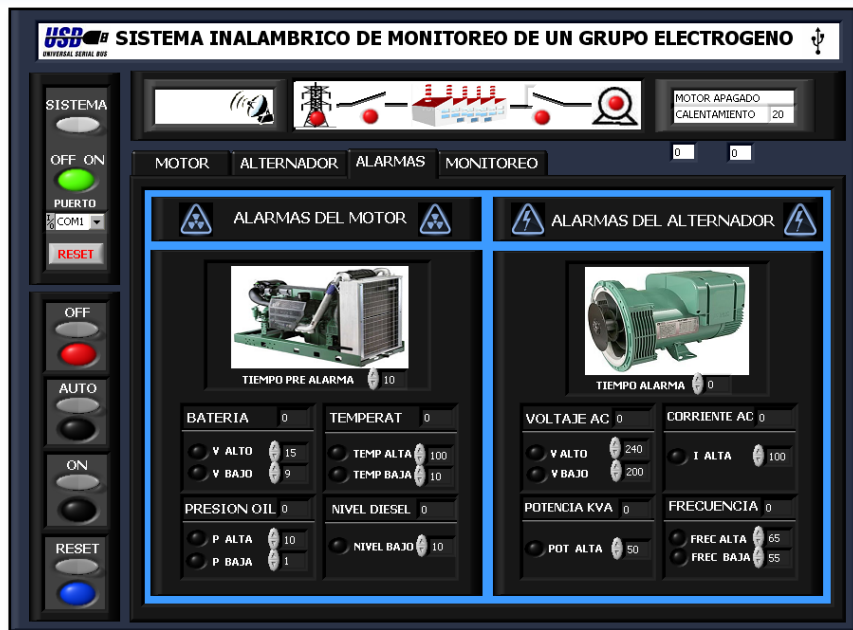 USB
UNIVERSAL SERIAL BUS
SISTEMA INALAMBRICO DE MONITOREO DE UN GRUPO ELECTROGENO
SISTEMA
OFF ON
PUERTO
COM1
RESET
OFF
AUTO
ON
RESET
MOTOR APAGADO
CALENTAMIENTO 20
0 0
MOTOR ALTERNADOR ALARMAS MONITOREO
ALARMAS DEL MOTOR
TIEMPO PRE ALARMA 10
BATERIA 0
V ALTO 15
V BAJO 9
TEMPERAT 0
TEMP ALTA 100
TEMP BAJA 10
PRESION OIL 0
P ALTA 10
P BAJA 1
NIVEL DIESEL 0
NIVEL BAJO 10
ALARMAS DEL ALTERNADOR
TIEMPO ALARMA 0
VOLTAJE AC 0
V ALTO 240
V BAJO 200
CORRIENTE AC 0
I ALTA 100
POTENCIA KVA 0
POT ALTA 50
FRECUENCIA 0
FREC ALTA 65
FREC BAJA 55